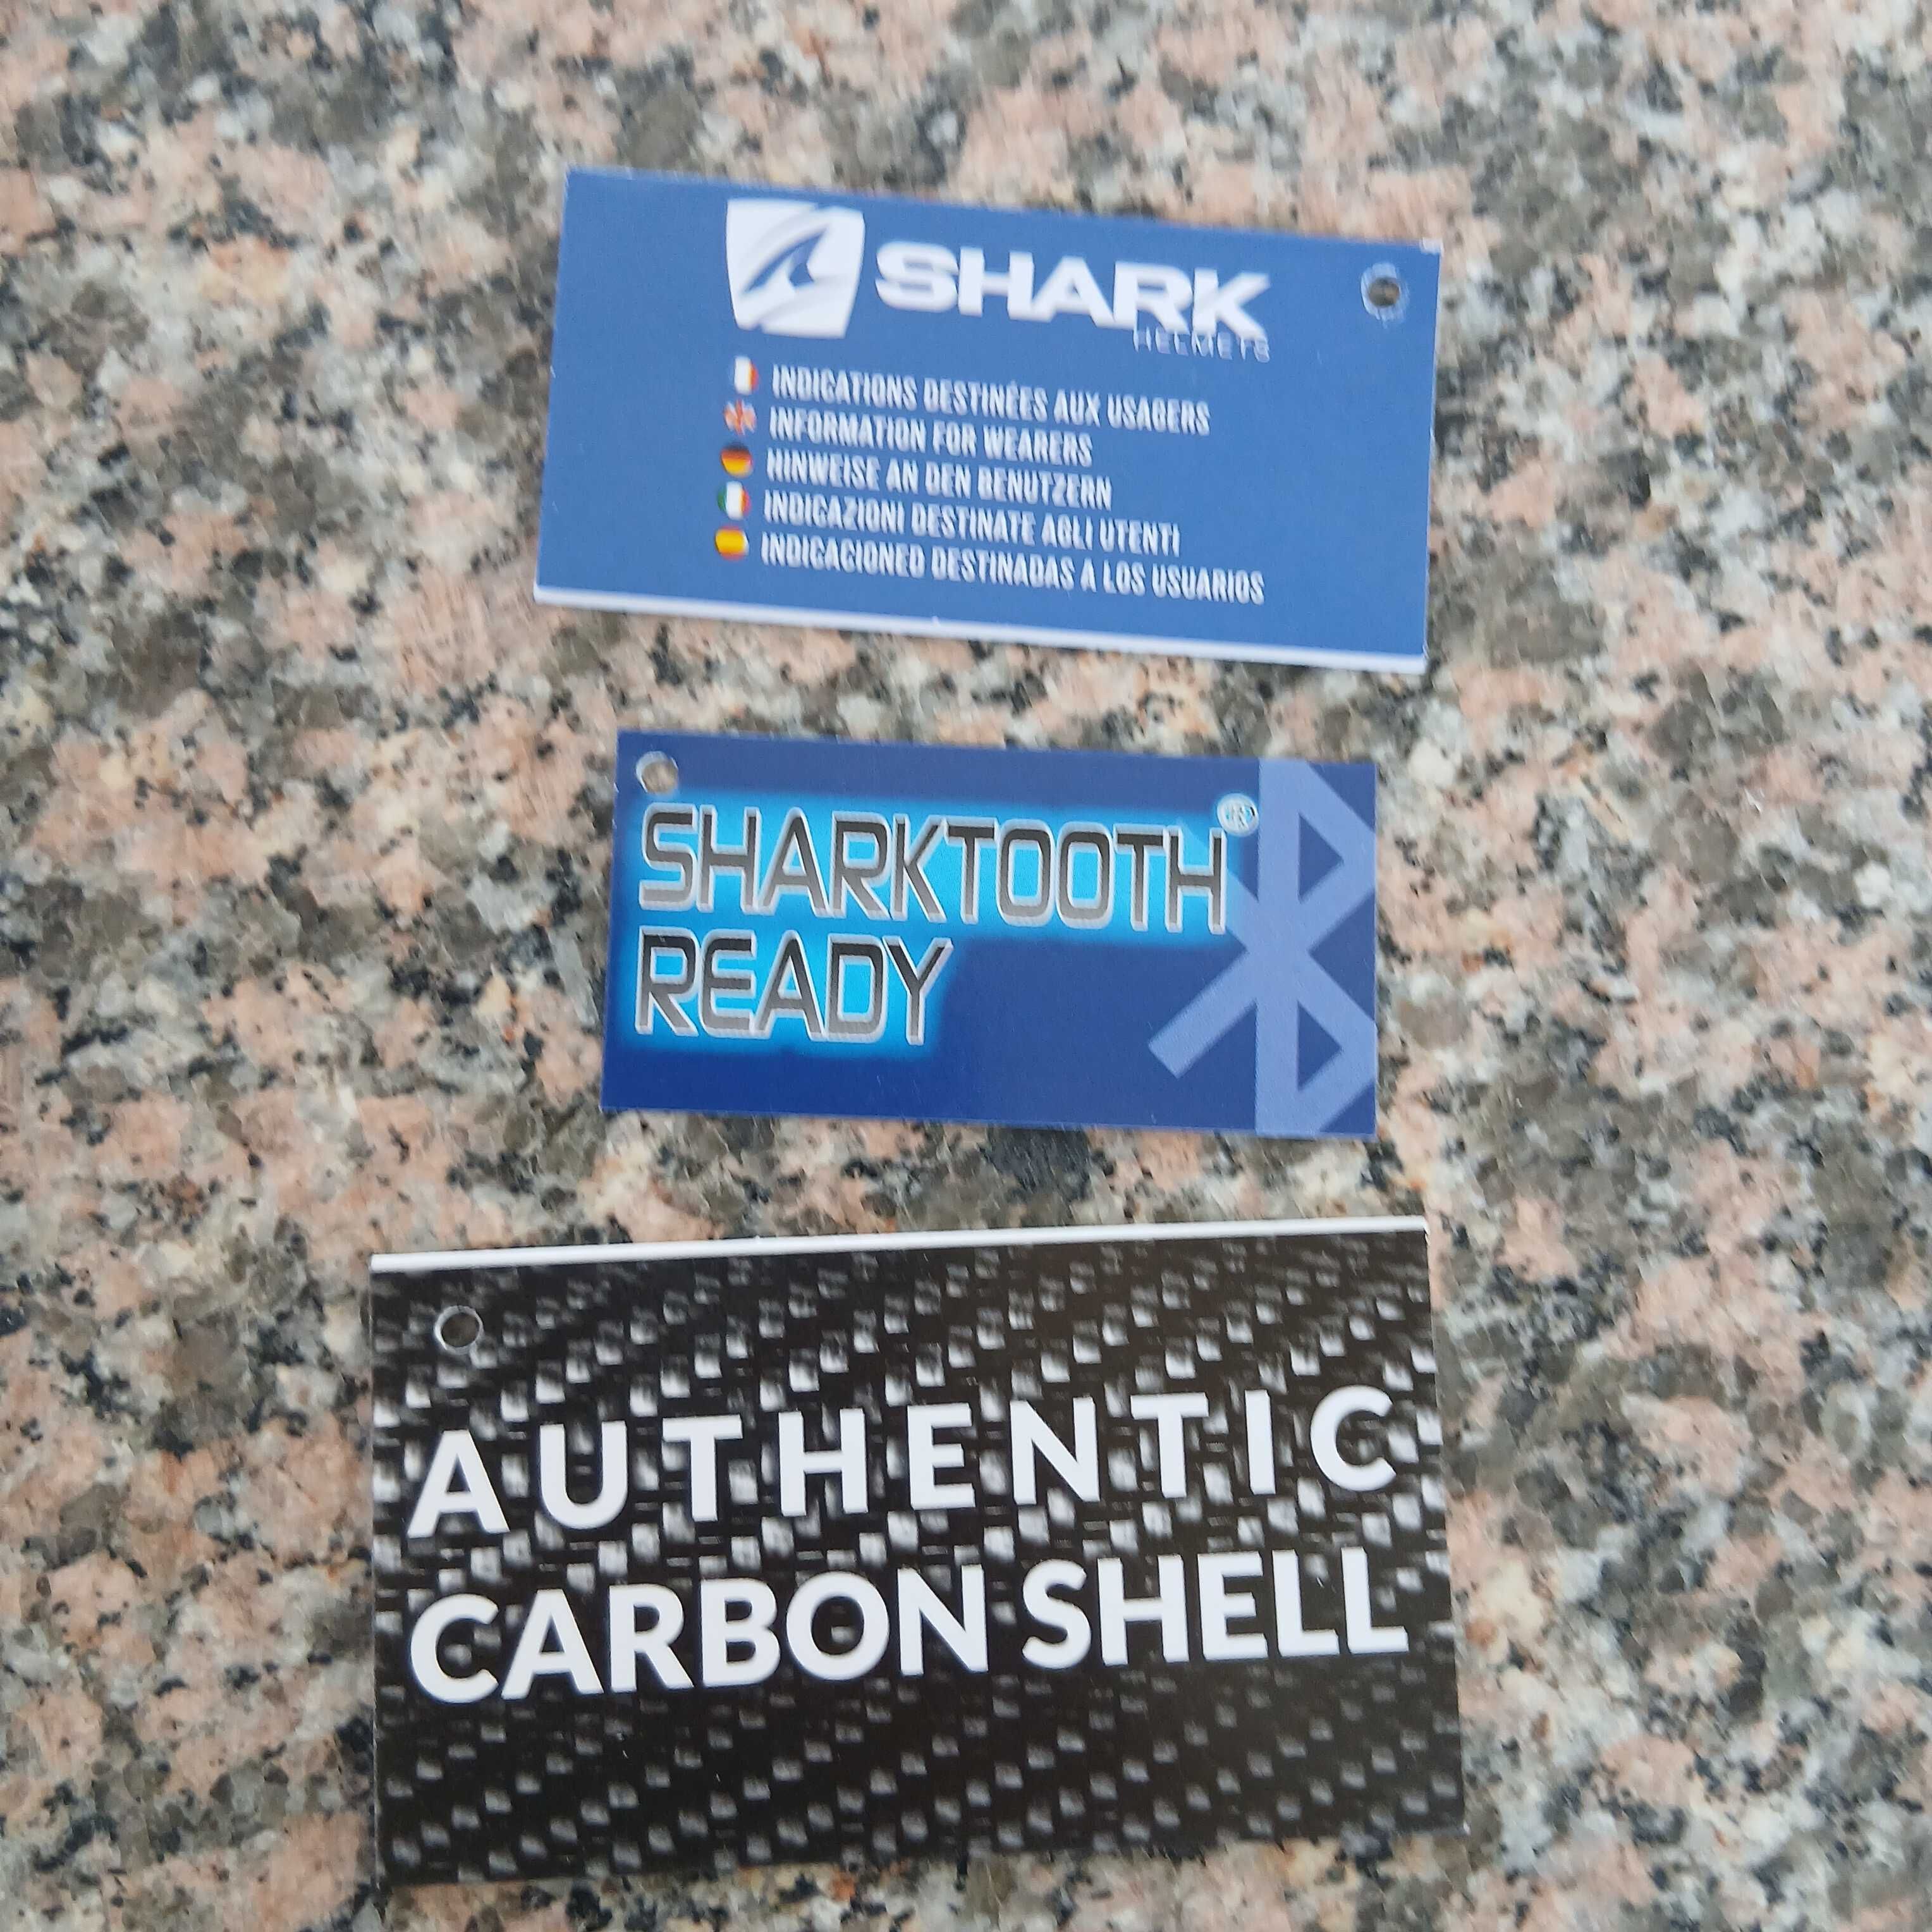 SHARK
HELMETS
INDICATIONS DESTINÉES AUX USAGERS
INFORMATION FOR WEARERS
HINWEISE AN DEN BENUTZERN
INDICAZIONI DESTINATE AGLI UTENTI
INDICACIONED DESTINADAS A LOS USUARIOS
SHARKTOOTH®
READY
AUTHENTIC
CARBON SHELL